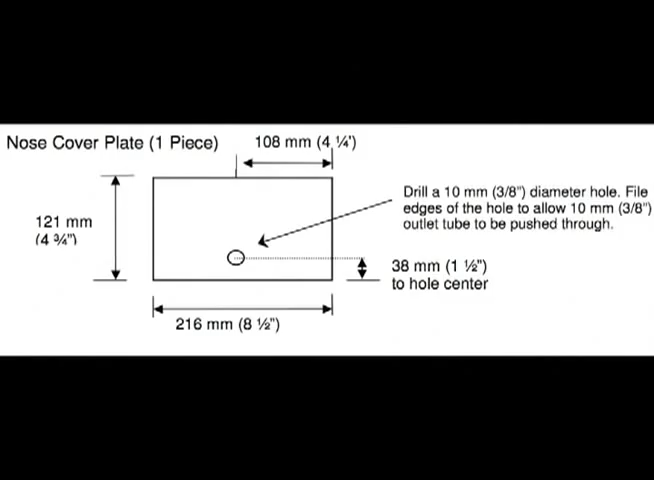 Nose Cover Plate (1 Piece)
108 mm (4 ¼')
Drill a 10 mm (3/8") diameter hole. File
edges of the hole to allow 10 mm (3/8")
outlet tube to be pushed through.
121 mm
(4 ¾")
38 mm (1 ½")
to hole center
216 mm (8 ½")